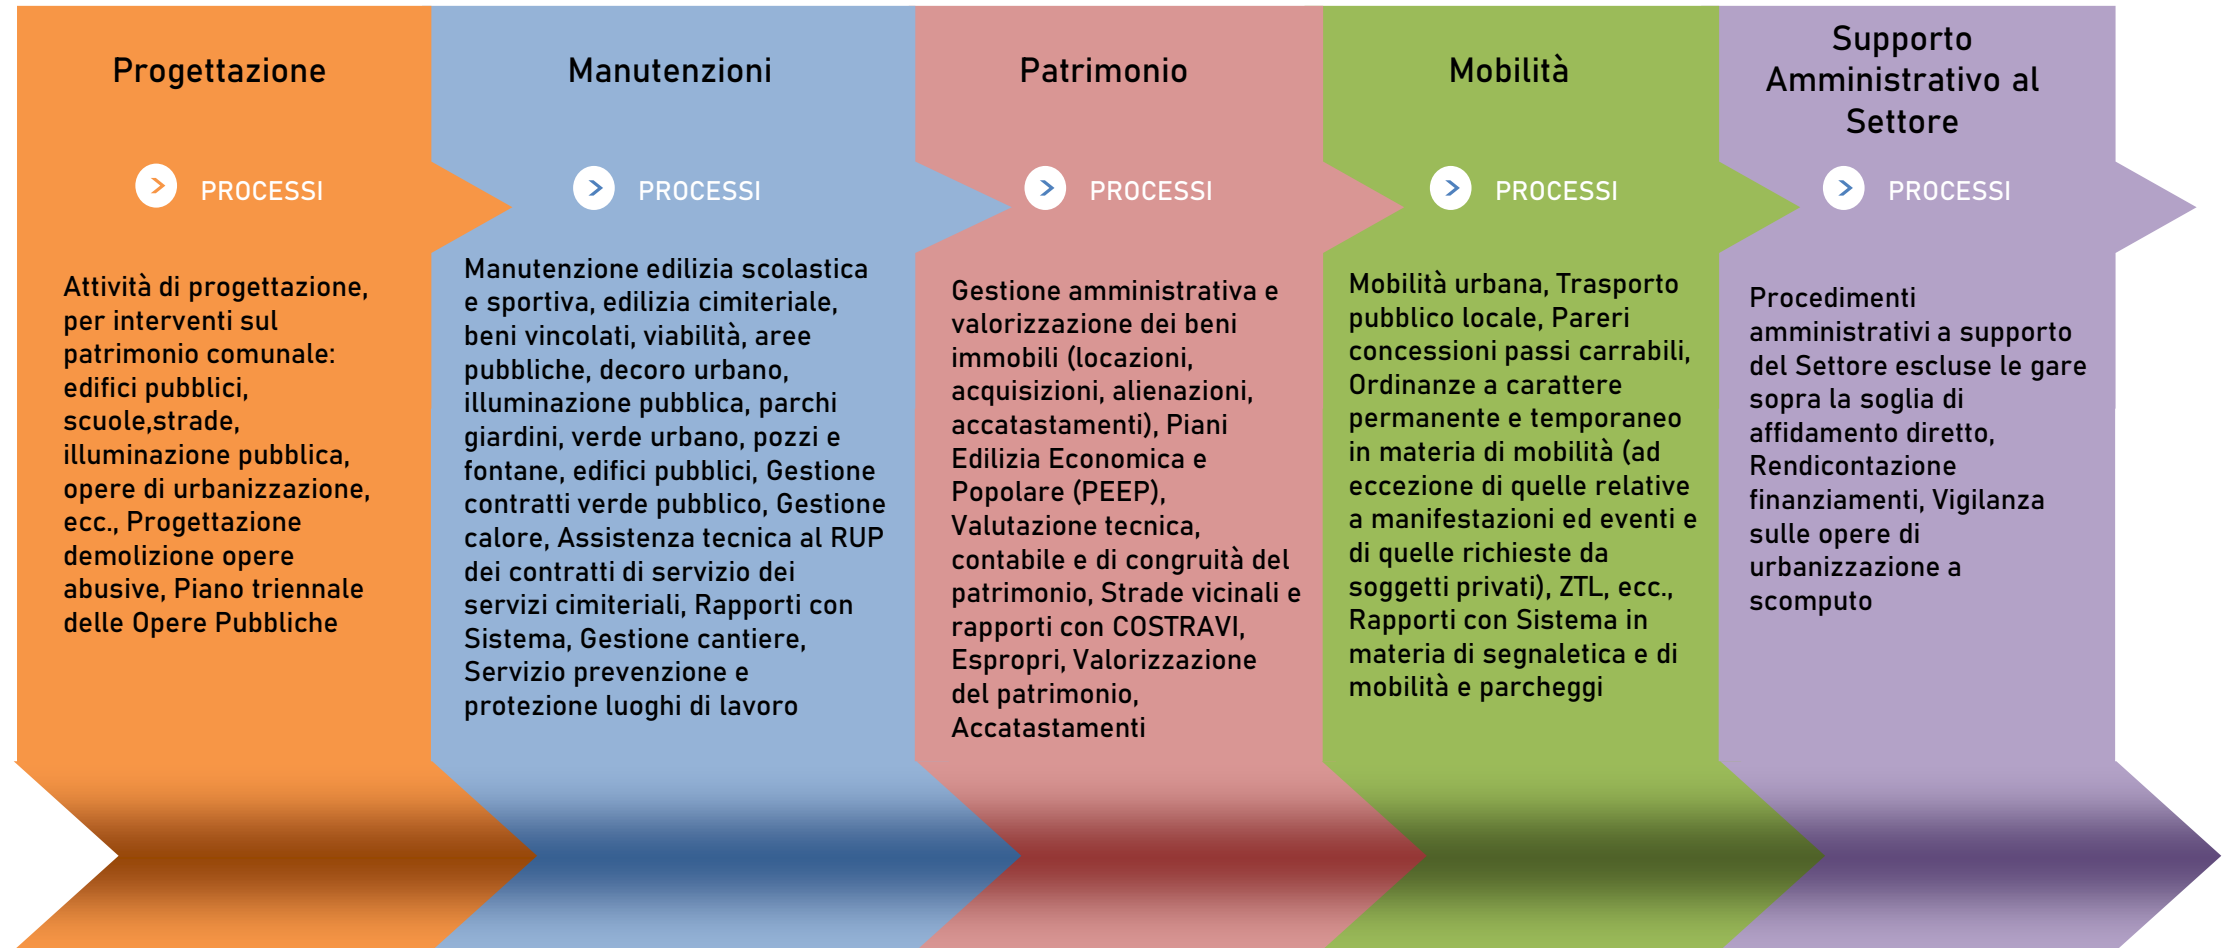 Progettazione
PROCESSI
Attività di progettazione,
per interventi sul
patrimonio comunale:
edifici pubblici,
scuole,strade,
illuminazione pubblica,
opere di urbanizzazione,
ecc., Progettazione
demolizione opere
abusive, Piano triennale
delle Opere Pubbliche
Manutenzioni
PROCESSI
Manutenzione edilizia scolastica
e sportiva, edilizia cimiteriale,
beni vincolati, viabilità, aree
pubbliche, decoro urbano,
illuminazione pubblica, parchi
giardini, verde urbano, pozzi e
fontane, edifici pubblici, Gestione
contratti verde pubblico, Gestione
calore, Assistenza tecnica al RUP
dei contratti di servizio dei
servizi cimiteriali, Rapporti con
Sistema, Gestione cantiere,
Servizio prevenzione e
protezione luoghi di lavoro
Patrimonio
PROCESSI
Gestione amministrativa e
valorizzazione dei beni
immobili (locazioni,
acquisizioni, alienazioni,
accatastamenti), Piani
Edilizia Economica e
Popolare (PEEP),
Valutazione tecnica,
contabile e di congruità del
patrimonio, Strade vicinali e
rapporti con COSTRAVI,
Espropri, Valorizzazione
del patrimonio,
Accatastamenti
Mobilità
PROCESSI
Mobilità urbana, Trasporto
pubblico locale, Pareri
concessioni passi carrabili,
Ordinanze a carattere
permanente e temporaneo
in materia di mobilità (ad
eccezione di quelle relative
a manifestazioni ed eventi e
di quelle richieste da
soggetti privati), ZTL, ecc.,
Rapporti con Sistema in
materia di segnaletica e di
mobilità e parcheggi
Supporto
Amministrativo al
Settore
PROCESSI
Procedimenti
amministrativi a supporto
del Settore escluse le gare
sopra la soglia di
affidamento diretto,
Rendicontazione
finanziamenti, Vigilanza
sulle opere di
urbanizzazione a
scomputo